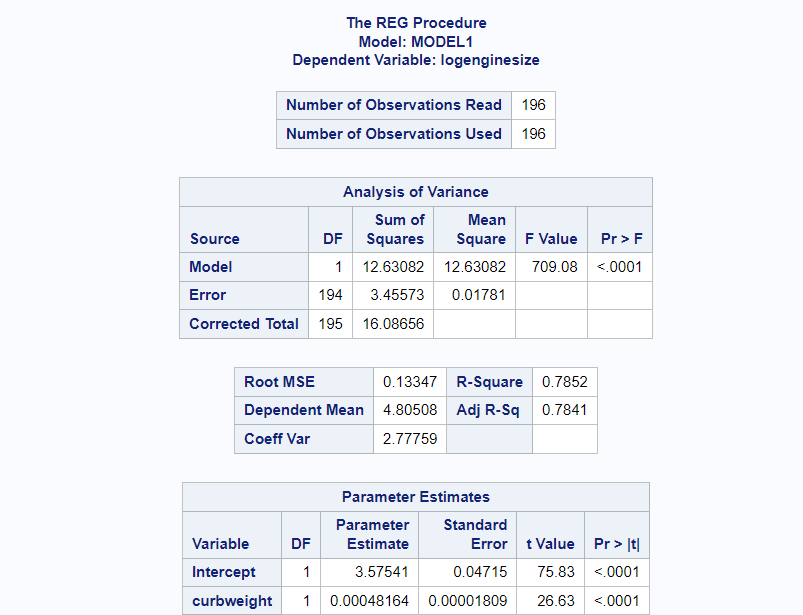 The REG Procedure
Model: MODEL1
Dependent Variable: logenginesize
Number of Observations Read 196
Number of Observations Used 196
Analysis of Variance
Source DF Sum of Squares Mean Square F Value Pr > F
Model 1 12.63082 12.63082 709.08 <.0001
Error 194 3.45573 0.01781
Corrected Total 195 16.08656
Root MSE 0.13347 R-Square 0.7852
Dependent Mean 4.80508 Adj R-Sq 0.7841
Coeff Var 2.77759
Parameter Estimates
Variable DF Parameter Estimate Standard Error t Value Pr > |t|
Intercept 1 3.57541 0.04715 75.83 <.0001
curbweight 1 0.00048164 0.00001809 26.63 <.0001